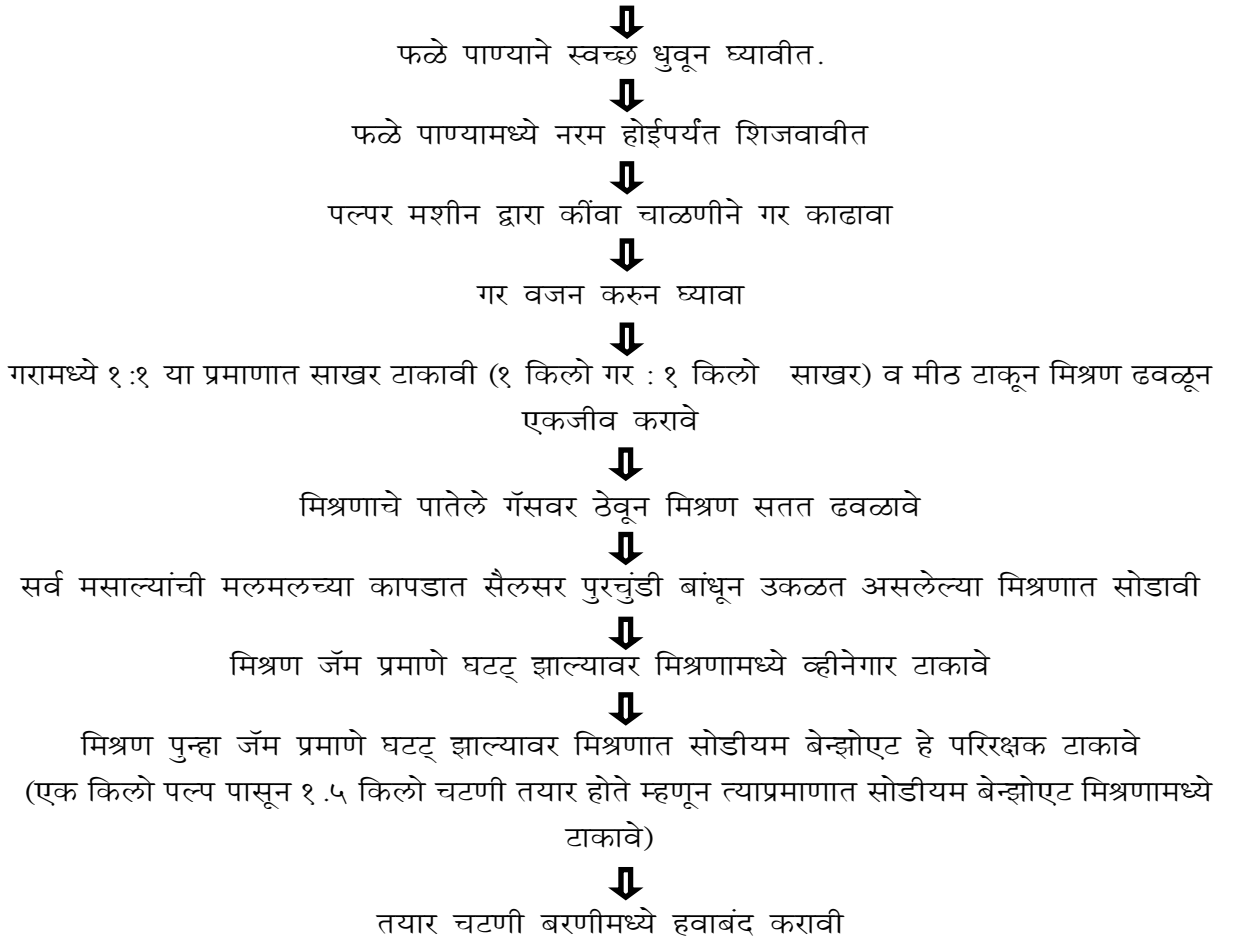 फळे पाण्याने स्वच्छ धुवून घ्यावीत.
फळे पाण्यामध्ये नरम होईपर्यंत शिजवावीत
पल्पर मशीन द्वारा कींवा चाळणीने गर काढावा
गर वजन करुन घ्यावा
गरामध्ये १:१ या प्रमाणात साखर टाकावी (१ किलो गर : १ किलो साखर) व मीठ टाकून मिश्रण ढवळून
एकजीव करावे
मिश्रणाचे पातेले गॅसवर ठेवून मिश्रण सतत ढवळावे
सर्व मसाल्यांची मलमलच्या कापडात सैलसर पुरचुंडी बांधून उकळत असलेल्या मिश्रणात सोडावी
मिश्रण जॅम प्रमाणे घटट् झाल्यावर मिश्रणामध्ये व्हीनेगार टाकावे
मिश्रण पुन्हा जॅम प्रमाणे घटट् झाल्यावर मिश्रणात सोडीयम बेन्झोएट हे परिरक्षक टाकावे
(एक किलो पल्प पासून १.५ किलो चटणी तयार होते म्हणून त्याप्रमाणात सोडीयम बेन्झोएट मिश्रणामध्ये
टाकावे)
तयार चटणी बरणीमध्ये हवाबंद करावी